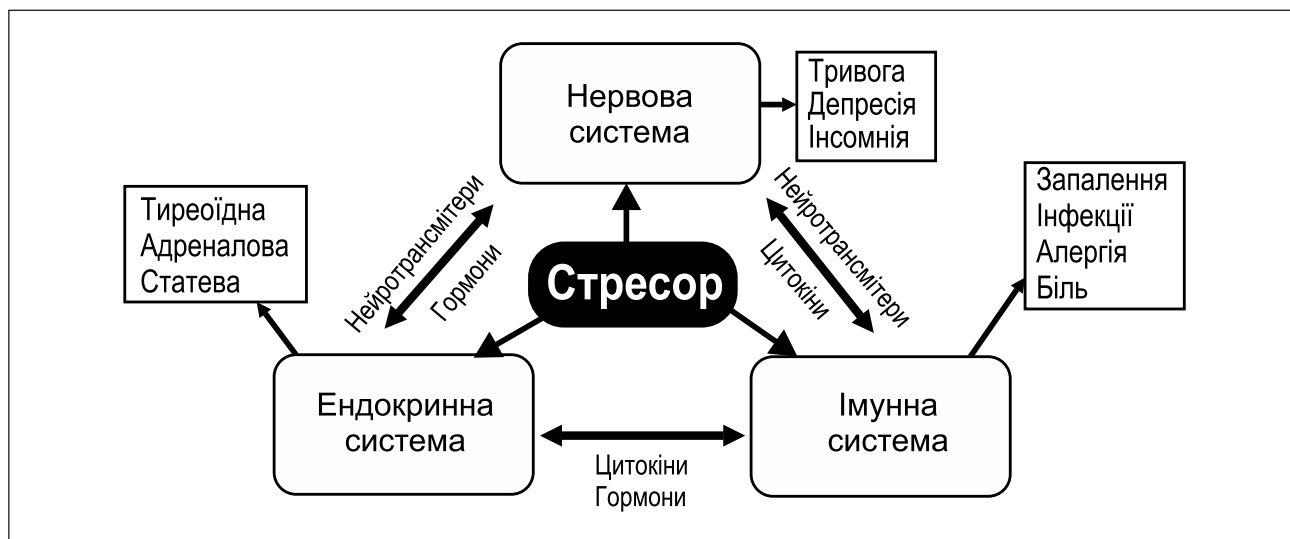 Нервова
система
Тривога
Депресія
Інсомнія
Тиреоїдна
Адреналова
Статева
Нейротрансмітери
Гормони
Стресор
Нейротрансмітери
Цитокіни
Запалення
Інфекції
Алергія
Біль
Ендокринна
система
Цитокіни
Гормони
Імунна
система